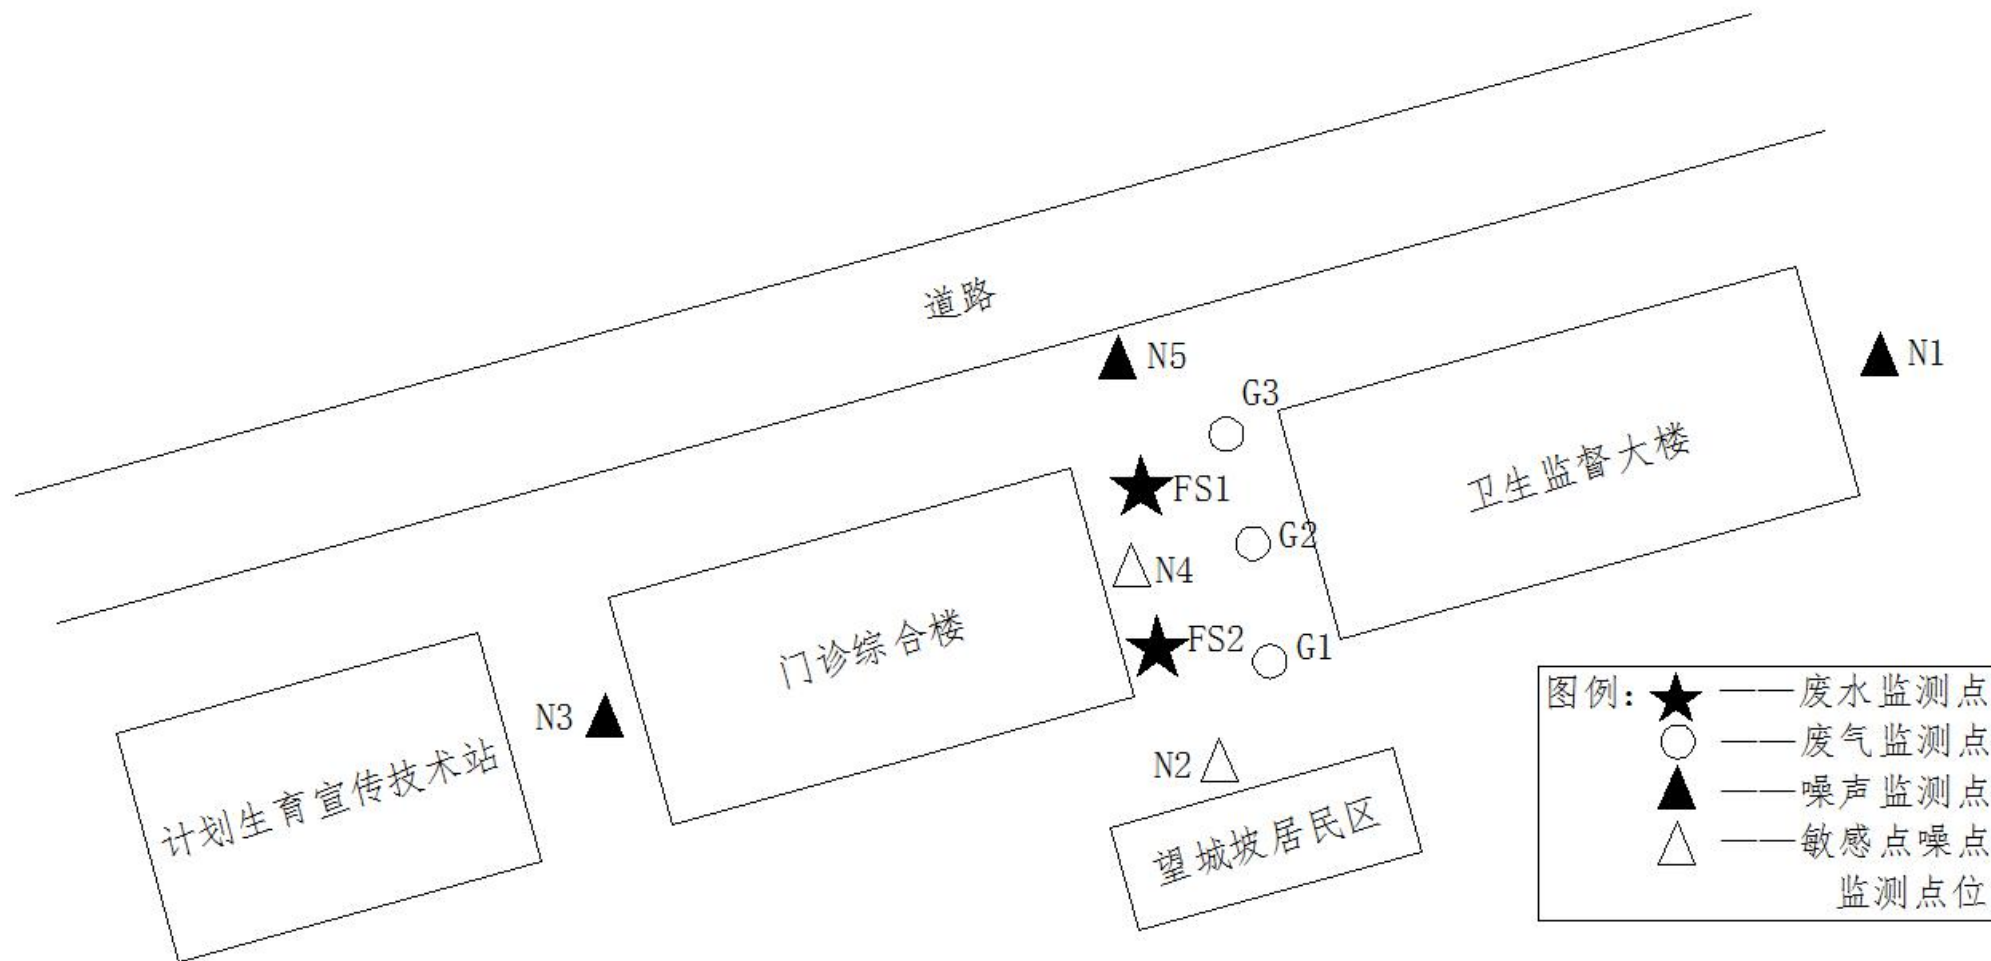 道路
N5
N1
G3
卫生监督大楼
FS1
G2
N4
门诊综合楼
FS2
G1
N3
N2
计划生育宣传技术站
望城坡居民区
图例：
——废水监测点
——废气监测点
——噪声监测点
——敏感点噪点
监测点位